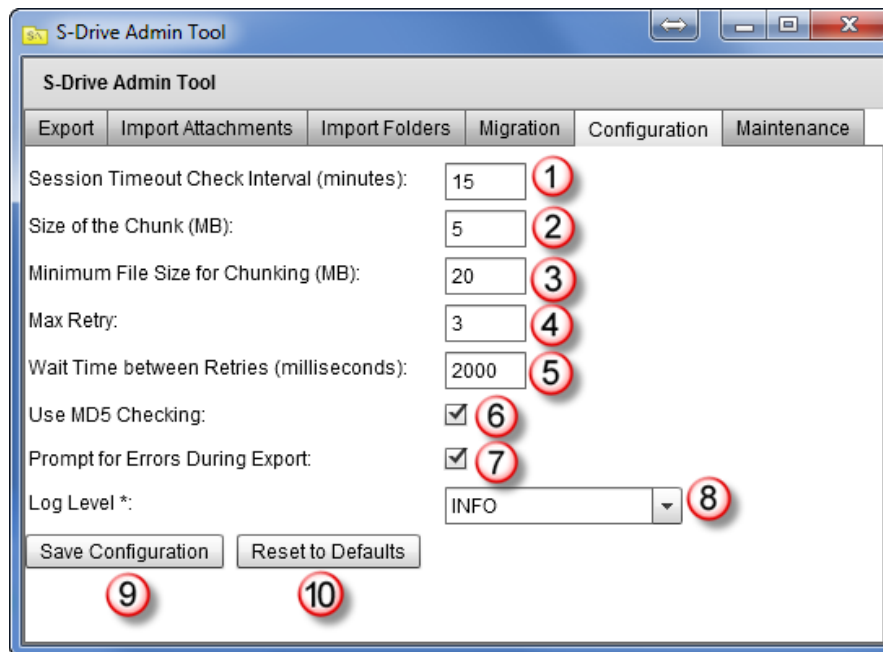 S-Drive Admin Tool
S-Drive Admin Tool
Export Import Attachments Import Folders Migration Configuration Maintenance
Session Timeout Check Interval (minutes): 15 1
Size of the Chunk (MB): 5 2
Minimum File Size for Chunking (MB): 20 3
Max Retry: 3 4
Wait Time between Retries (milliseconds): 2000 5
Use MD5 Checking: 6
Prompt for Errors During Export: 7
Log Level *: INFO 8
Save Configuration Reset to Defaults
9 10